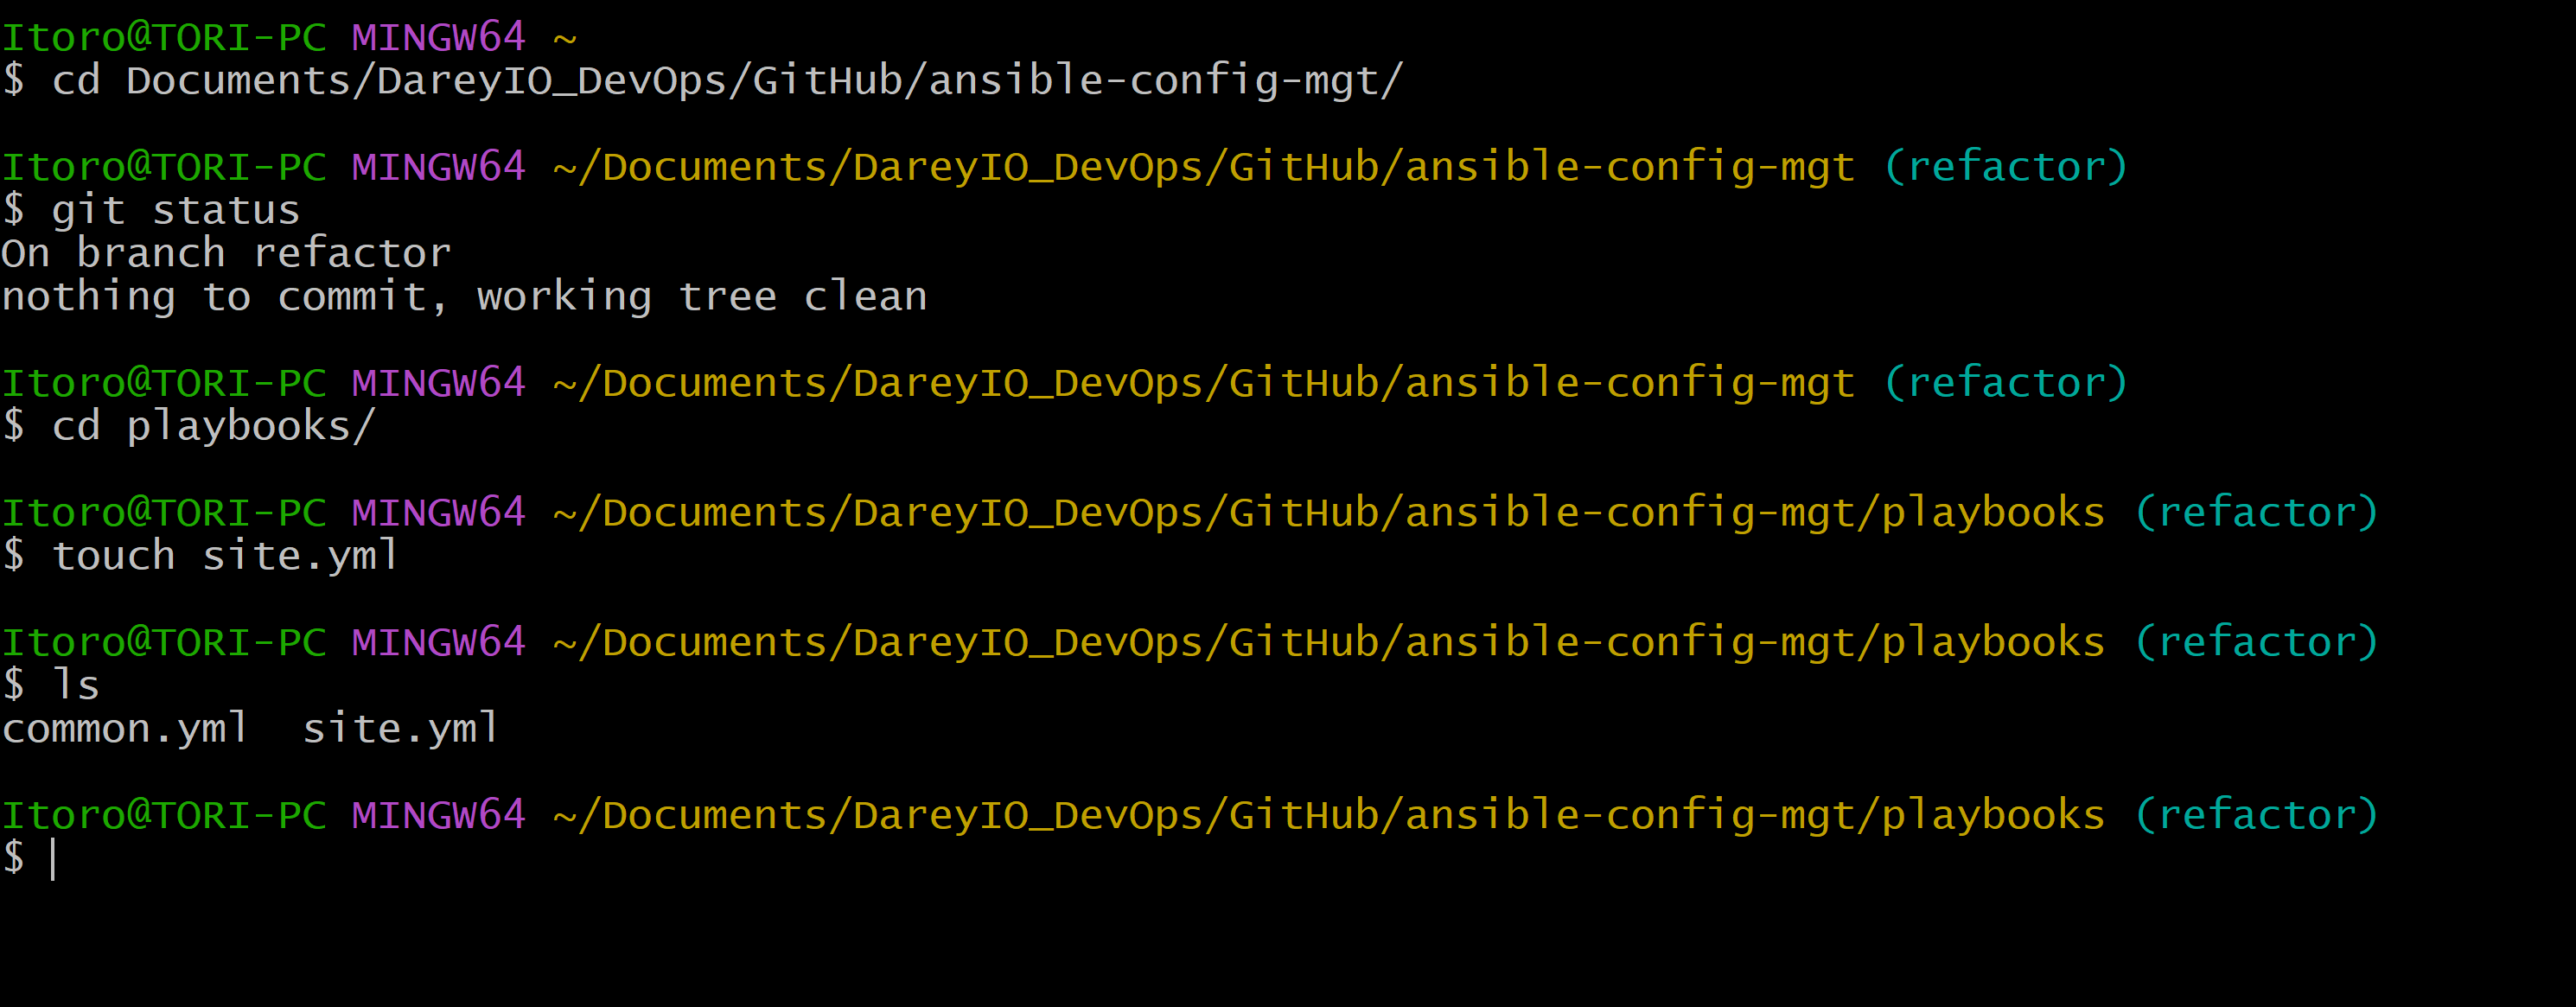 Itoro@TORI-PC MINGW64 ~
$ cd Documents/DareyIO_DevOps/GitHub/ansible-config-mgt/
Itoro@TORI-PC MINGW64 ~/Documents/DareyIO_DevOps/GitHub/ansible-config-mgt (refactor)
$ git status
On branch refactor
nothing to commit, working tree clean
Itoro@TORI-PC MINGW64 ~/Documents/DareyIO_DevOps/GitHub/ansible-config-mgt (refactor)
$ cd playbooks/
Itoro@TORI-PC MINGW64 ~/Documents/DareyIO_DevOps/GitHub/ansible-config-mgt/playbooks (refactor)
$ touch site.yml
Itoro@TORI-PC MINGW64 ~/Documents/DareyIO_DevOps/GitHub/ansible-config-mgt/playbooks (refactor)
$ ls
common.yml  site.yml
Itoro@TORI-PC MINGW64 ~/Documents/DareyIO_DevOps/GitHub/ansible-config-mgt/playbooks (refactor)
$